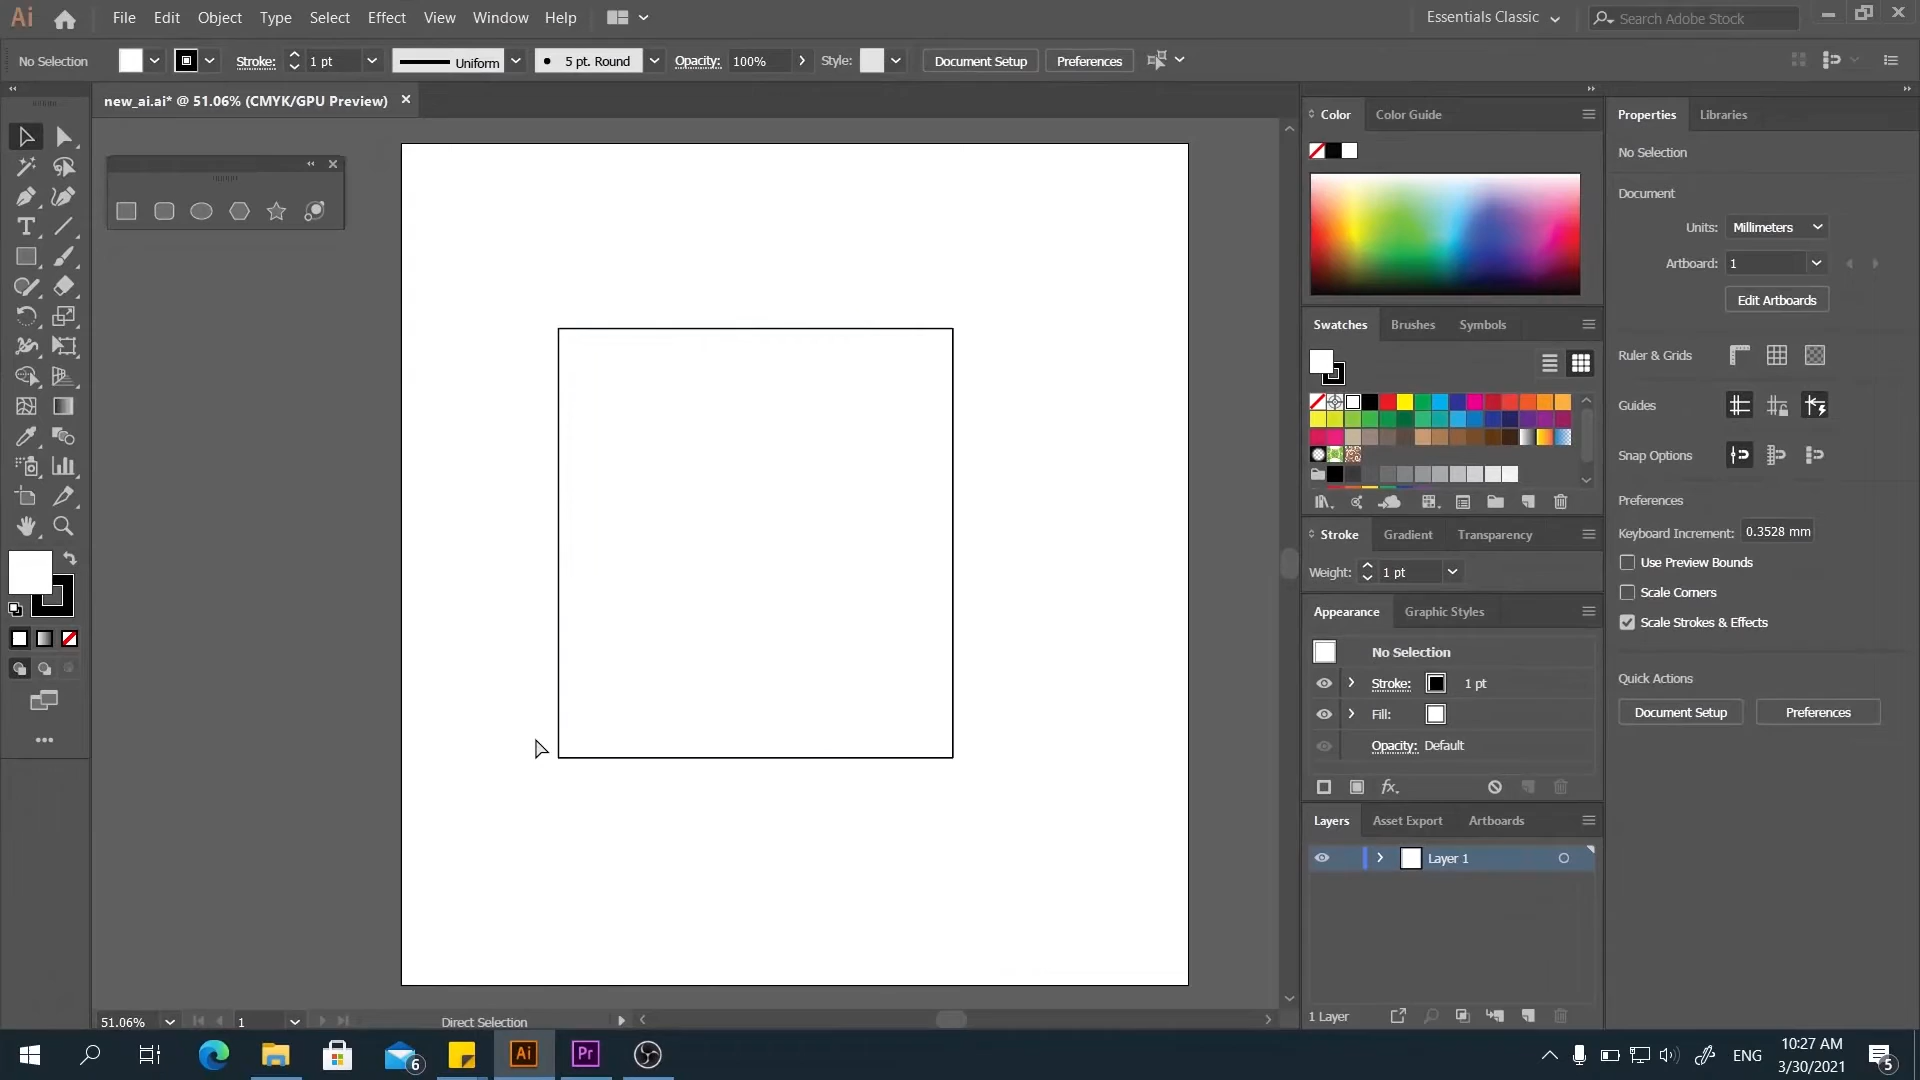 Ai File Edit Object Type Select Effect View Window Help Essentials Classic Search Adobe Stock
No Selection Stroke: 1 pt Uniform 5 pt. Round Opacity: 100% Style: Document Setup Preferences
new_ai.ai* @ 51.06% (CMYK/GPU Preview)
Color Color Guide
Swatches Brushes Symbols
Stroke Gradient Transparency
Weight: 1 pt
Appearance Graphic Styles
No Selection
Stroke: 1 pt
Fill:
Opacity: Default
fx
Layers Asset Export Artboards
Layer 1
1 Layer
Properties Libraries
No Selection
Document
Units: Millimeters
Artboard: 1
Edit Artboards
Ruler & Grids
Guides
Snap Options
Preferences
Keyboard Increment: 0.3528 mm
Use Preview Bounds
Scale Corners
Scale Strokes & Effects
Quick Actions
Document Setup Preferences
51.06% 1 Direct Selection
6 Ai Pr ENG 10:27 AM
3/30/2021 5